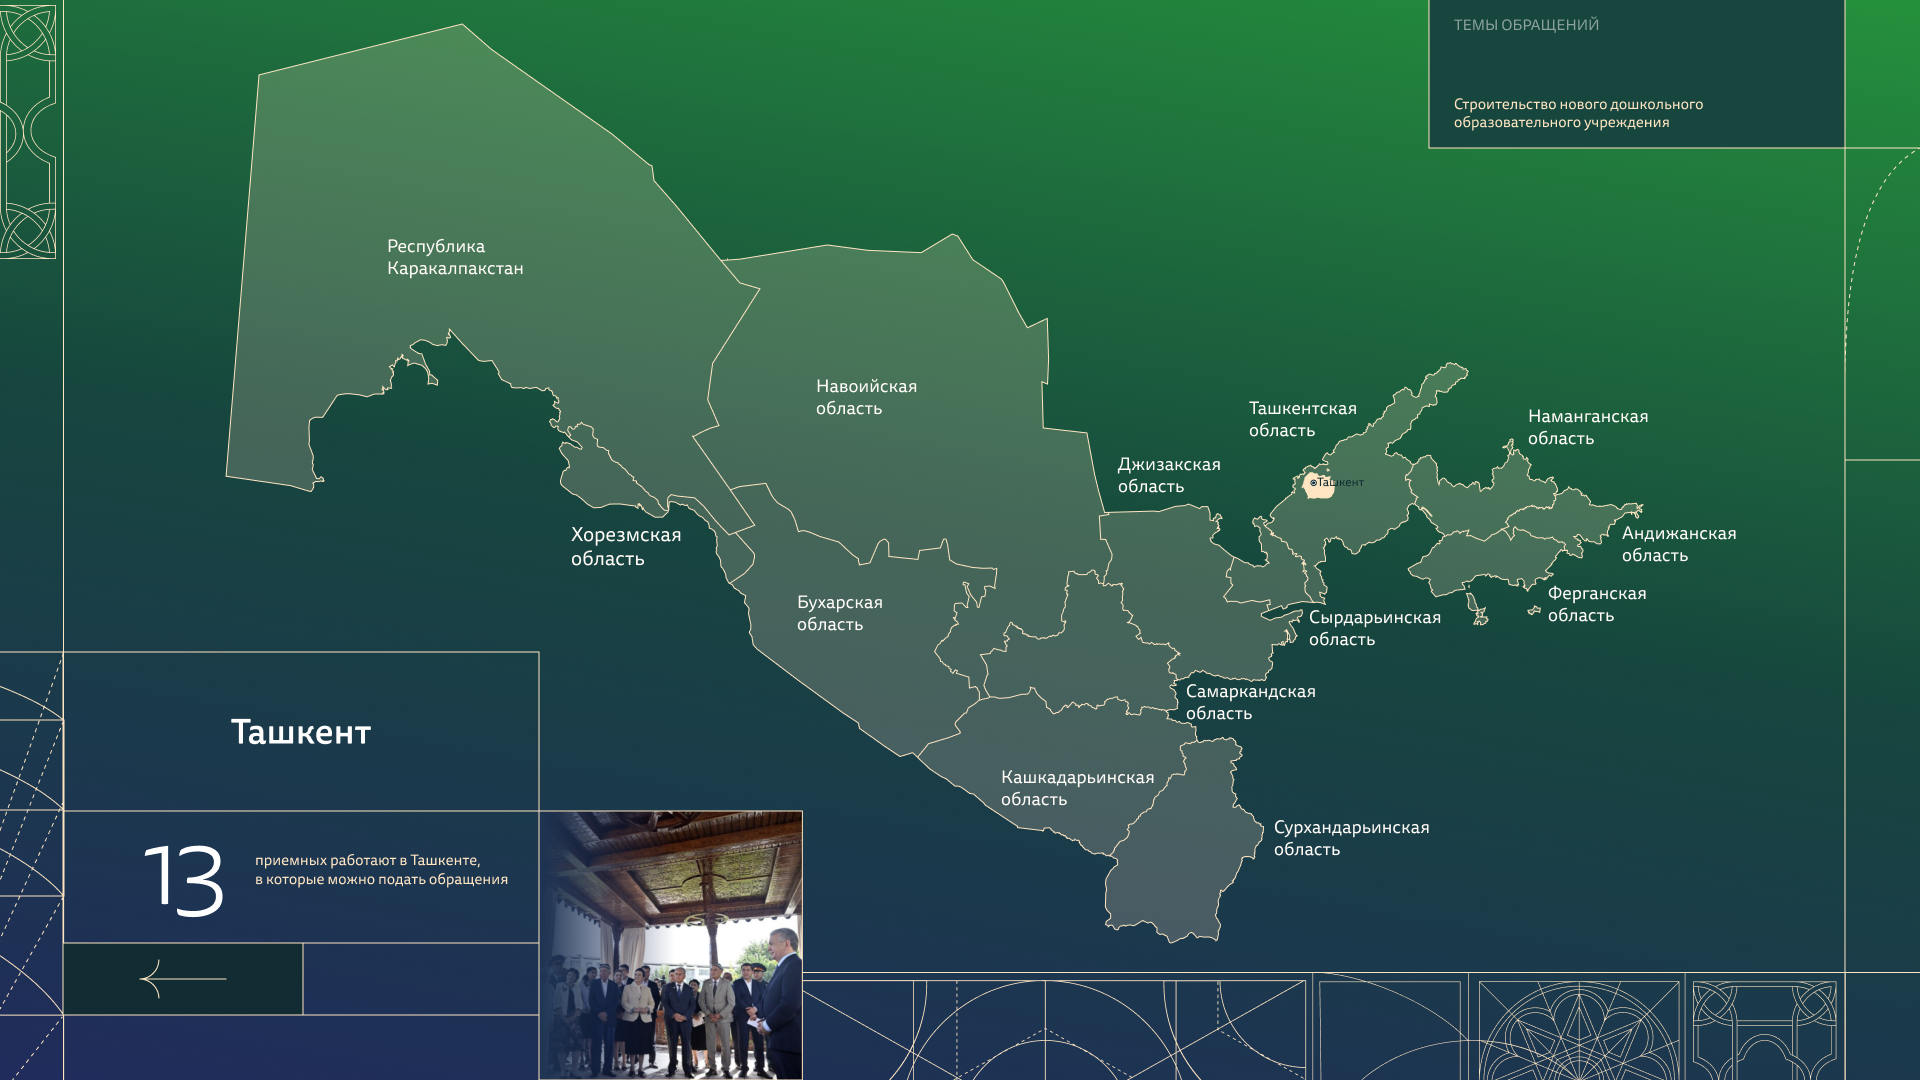 ТЕМЫ ОБРАЩЕНИЙ
Строительство нового дошкольного
образовательного учреждения
Республика
Каракалпакстан
Навоийская
область
Ташкентская
область
Наманганская
область
Джизакская
область
Ташкент
Хорезмская
область
Андижанская
область
Бухарская
область
Ферганская
область
Сырдарьинская
область
Самаркандская
область
Кашкадарьинская
область
Сурхандарьинская
область
Ташкент
13
приемных работают в Ташкенте,
в которые можно подать обращения